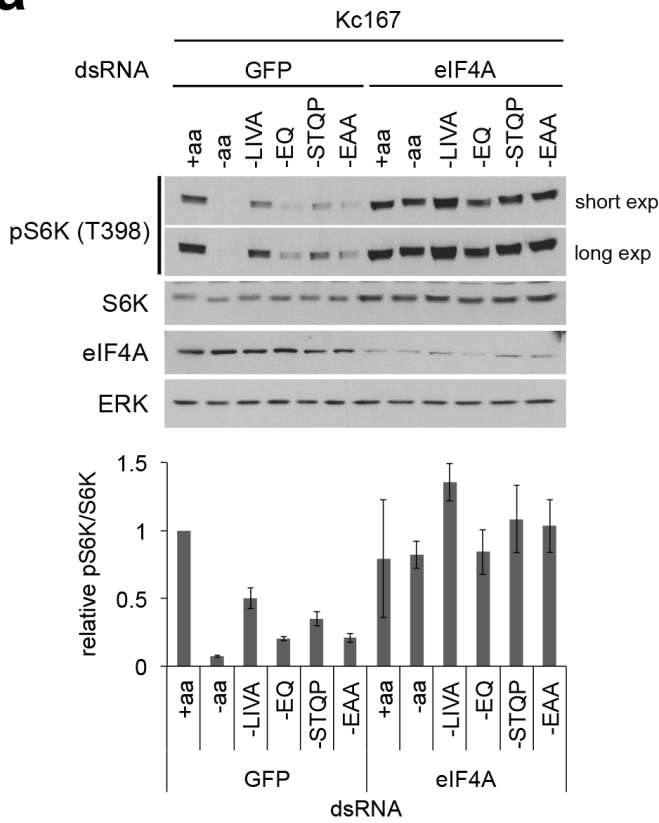 a
Kc167
dsRNA GFP eIF4A
+aa -aa -LIVA -EQ -STQP -EAA +aa -aa -LIVA -EQ -STQP -EAA
short exp
pS6K (T398)
long exp
S6K
eIF4A
ERK
relative pS6K/S6K
1.5
1
0.5
0
+aa -aa -LIVA -EQ -STQP -EAA +aa -aa -LIVA -EQ -STQP -EAA
GFP eIF4A
dsRNA